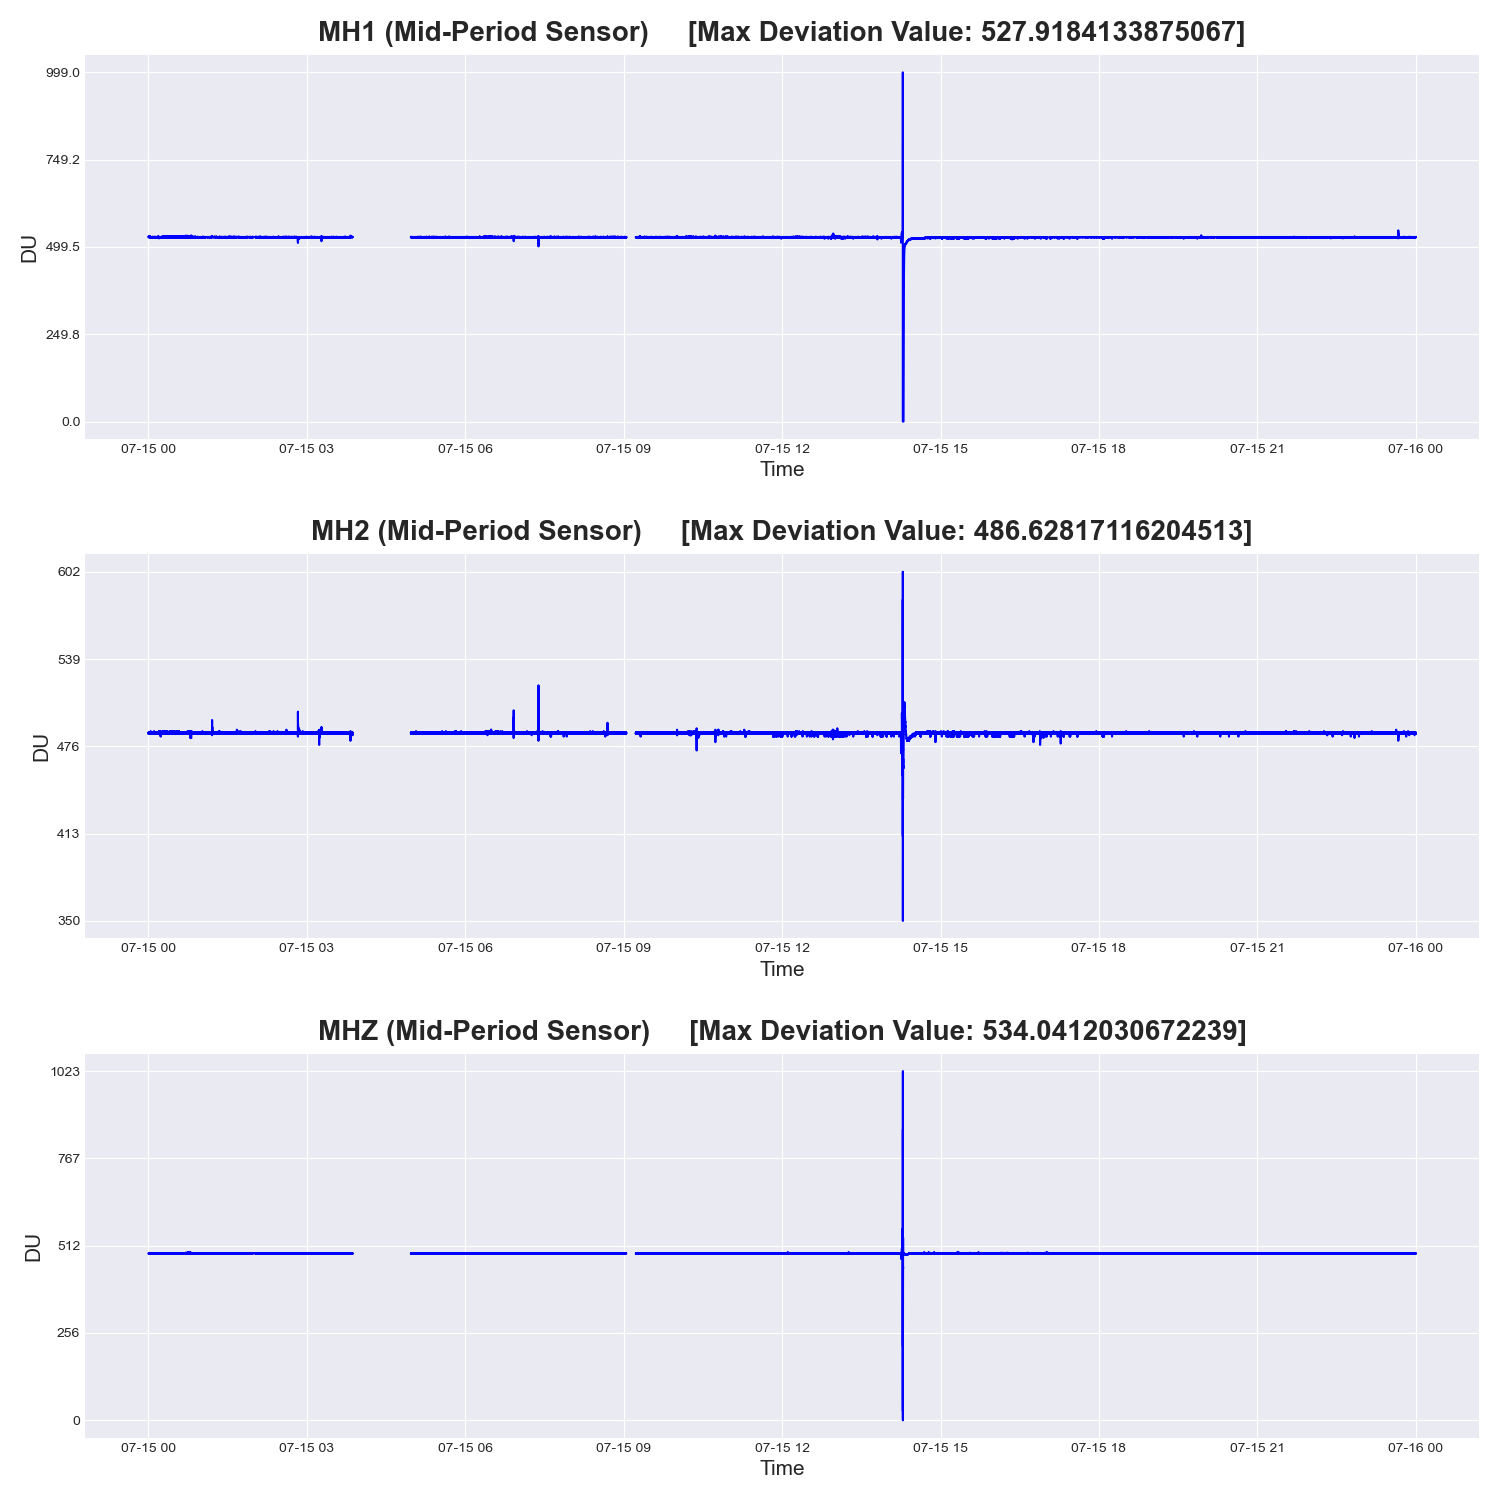 MH1 (Mid-Period Sensor) [Max Deviation Value: 527.9184133875067]
999.0
749.2
499.5
249.8
0.0
DU
07-15 00 07-15 03 07-15 06 07-15 09 07-15 12 07-15 15 07-15 18 07-15 21 07-16 00
Time
MH2 (Mid-Period Sensor) [Max Deviation Value: 486.62817116204513]
602
539
476
413
350
DU
07-15 00 07-15 03 07-15 06 07-15 09 07-15 12 07-15 15 07-15 18 07-15 21 07-16 00
Time
MHZ (Mid-Period Sensor) [Max Deviation Value: 534.0412030672239]
1023
767
512
256
0
DU
07-15 00 07-15 03 07-15 06 07-15 09 07-15 12 07-15 15 07-15 18 07-15 21 07-16 00
Time